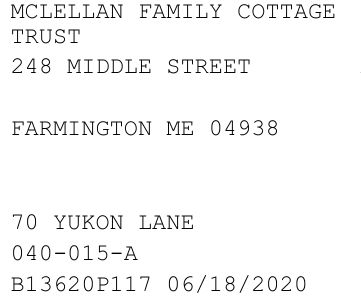 MCLELLAN FAMILY COTTAGE
TRUST
248 MIDDLE STREET
FARMINGTON ME 04938
70 YUKON LANE
040-015-A
B13620P117 06/18/2020